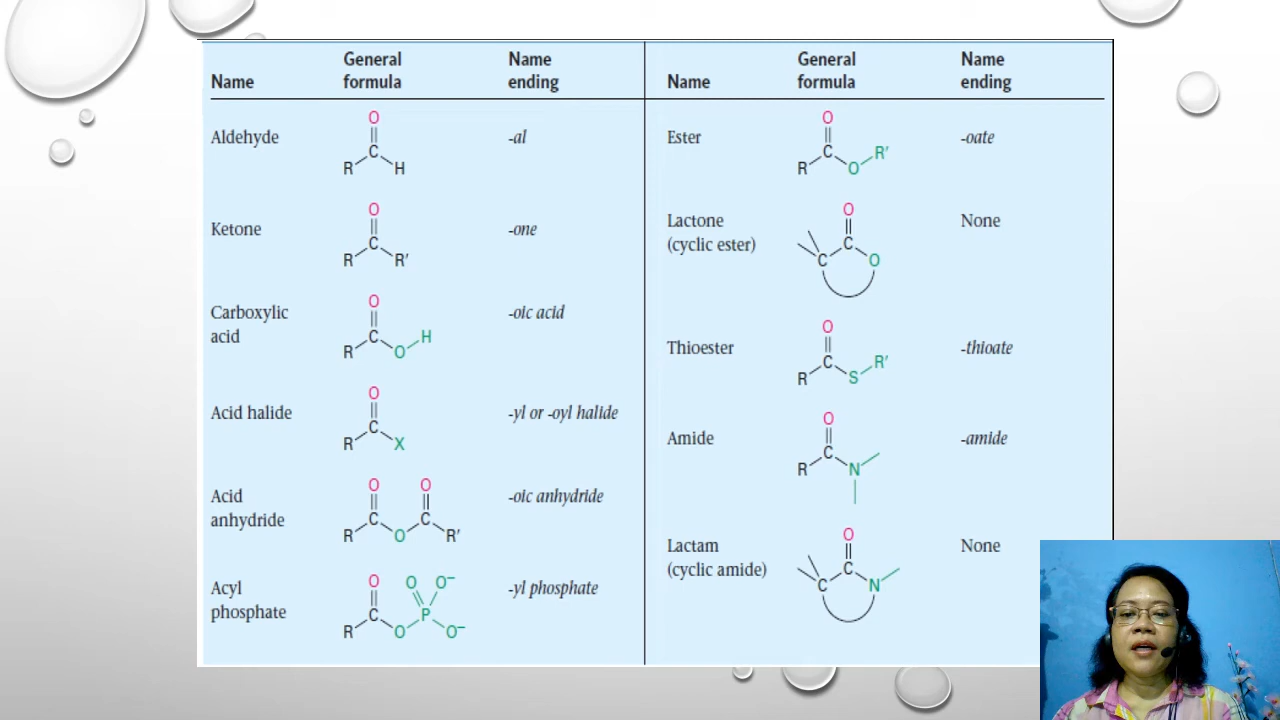 Name
General
formula
Name
ending
Aldehyde
O
C
R
H
-al
Ketone
O
C
R
R'
-one
Carboxylic
acid
O
C
H
R
O
-oic acid
Acid halide
O
C
R
X
-yl or -oyl halide
Acid
anhydride
O O
C C
R O R'
-oic anhydride
Acyl
phosphate
O O O−
C P
R O O−
-yl phosphate
Name
General
formula
Name
ending
Ester
O
C R'
R O
-oate
Lactone
(cyclic ester)
O
C
C O
None
Thioester
O
C R'
R S
-thioate
Amide
O
C
R N
-amide
Lactam
(cyclic amide)
O
C
C N
None